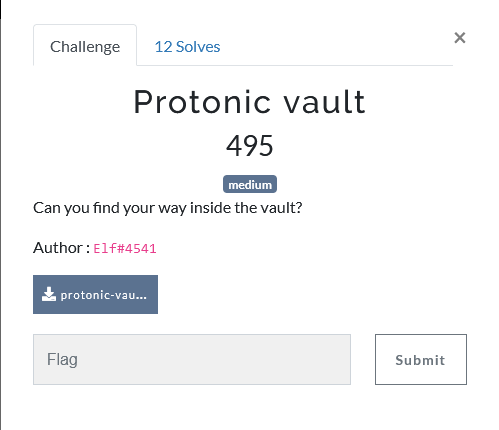 Challenge
12 Solves
×
Protonic vault
495
medium
Can you find your way inside the vault?
Author : Elf#4541
protonic-vau...
Flag
Submit